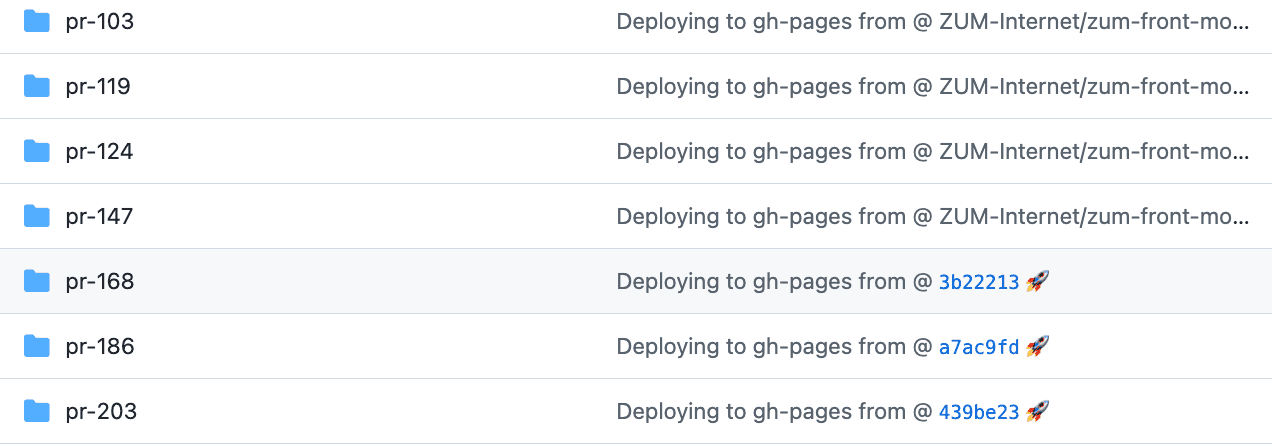 pr-103 Deploying to gh-pages from @ ZUM-Internet/zum-front-mo...
pr-119 Deploying to gh-pages from @ ZUM-Internet/zum-front-mo...
pr-124 Deploying to gh-pages from @ ZUM-Internet/zum-front-mo...
pr-147 Deploying to gh-pages from @ ZUM-Internet/zum-front-mo...
pr-168 Deploying to gh-pages from @ 3b22213 🚀
pr-186 Deploying to gh-pages from @ a7ac9fd 🚀
pr-203 Deploying to gh-pages from @ 439be23 🚀